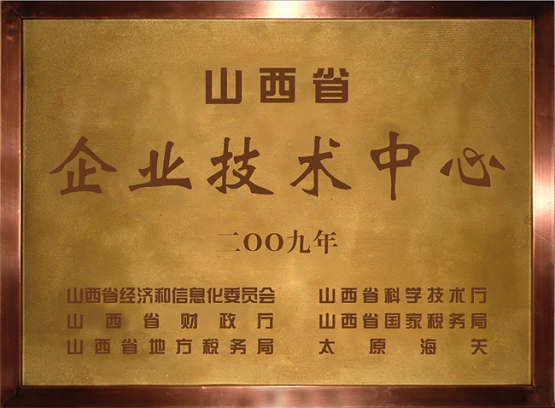 山西省
企业技术中心
二〇〇九年
山西省经济和信息化委员会 山西省科学技术厅
山西省财政厅 山西省国家税务局
山西省地方税务局 太原海关